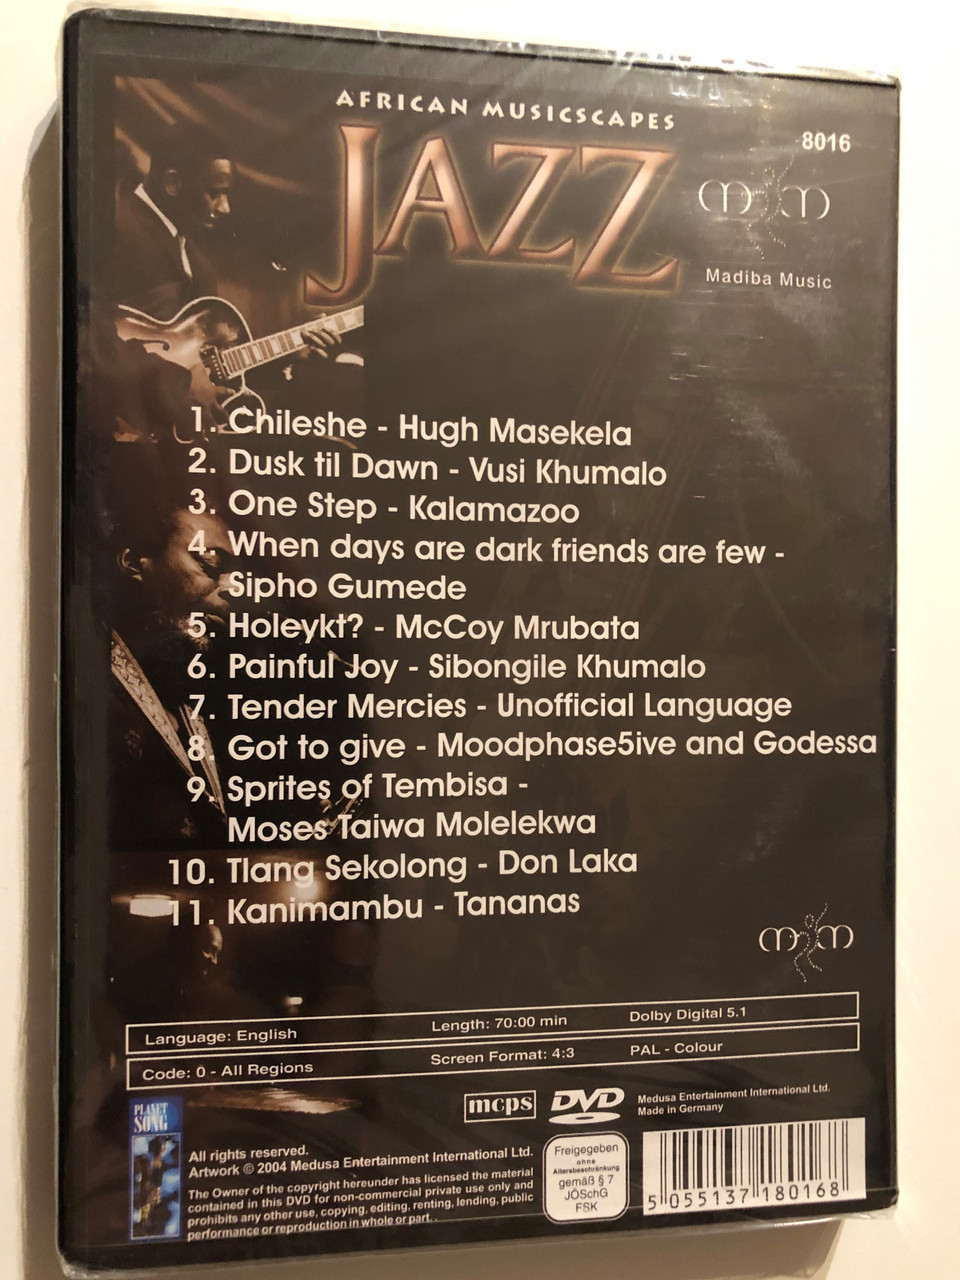 AFRICAN MUSICSCAPES
JAZZ
8016
Madiba Music
1. Chileshe - Hugh Masekela
2. Dusk til Dawn - Vusi Khumalo
3. One Step - Kalamazoo
4. When days are dark friends are few -
Sipho Gumede
5. Holeykt? - McCoy Mrubata
6. Painful Joy - Sibongile Khumalo
7. Tender Mercies - Unofficial Language
8. Got to give - Moodphase5ive and Godessa
9. Sprites of Tembisa -
Moses Taiwa Molelekwa
10. Tlang Sekolong - Don Laka
11. Kanimambu - Tananas
Language: English Length: 70:00 min Dolby Digital 5.1
Code: 0 - All Regions Screen Format: 4:3 PAL - Colour
PLANET
SONG
mcps
DVD
VIDEO
Medusa Entertainment International Ltd.
Made in Germany
All rights reserved.
Artwork © 2004 Medusa Entertainment International Ltd.
The Owner of the copyright hereunder has licensed the material
contained in this DVD for non-commercial private use only and
prohibits any other use, copying, editing, renting, lending, public
performance or reproduction in whole or part..
Freigegeben
ohne
Altersbeschränkung
gemäß § 7
JÖSchG
FSK
5 055137 180168